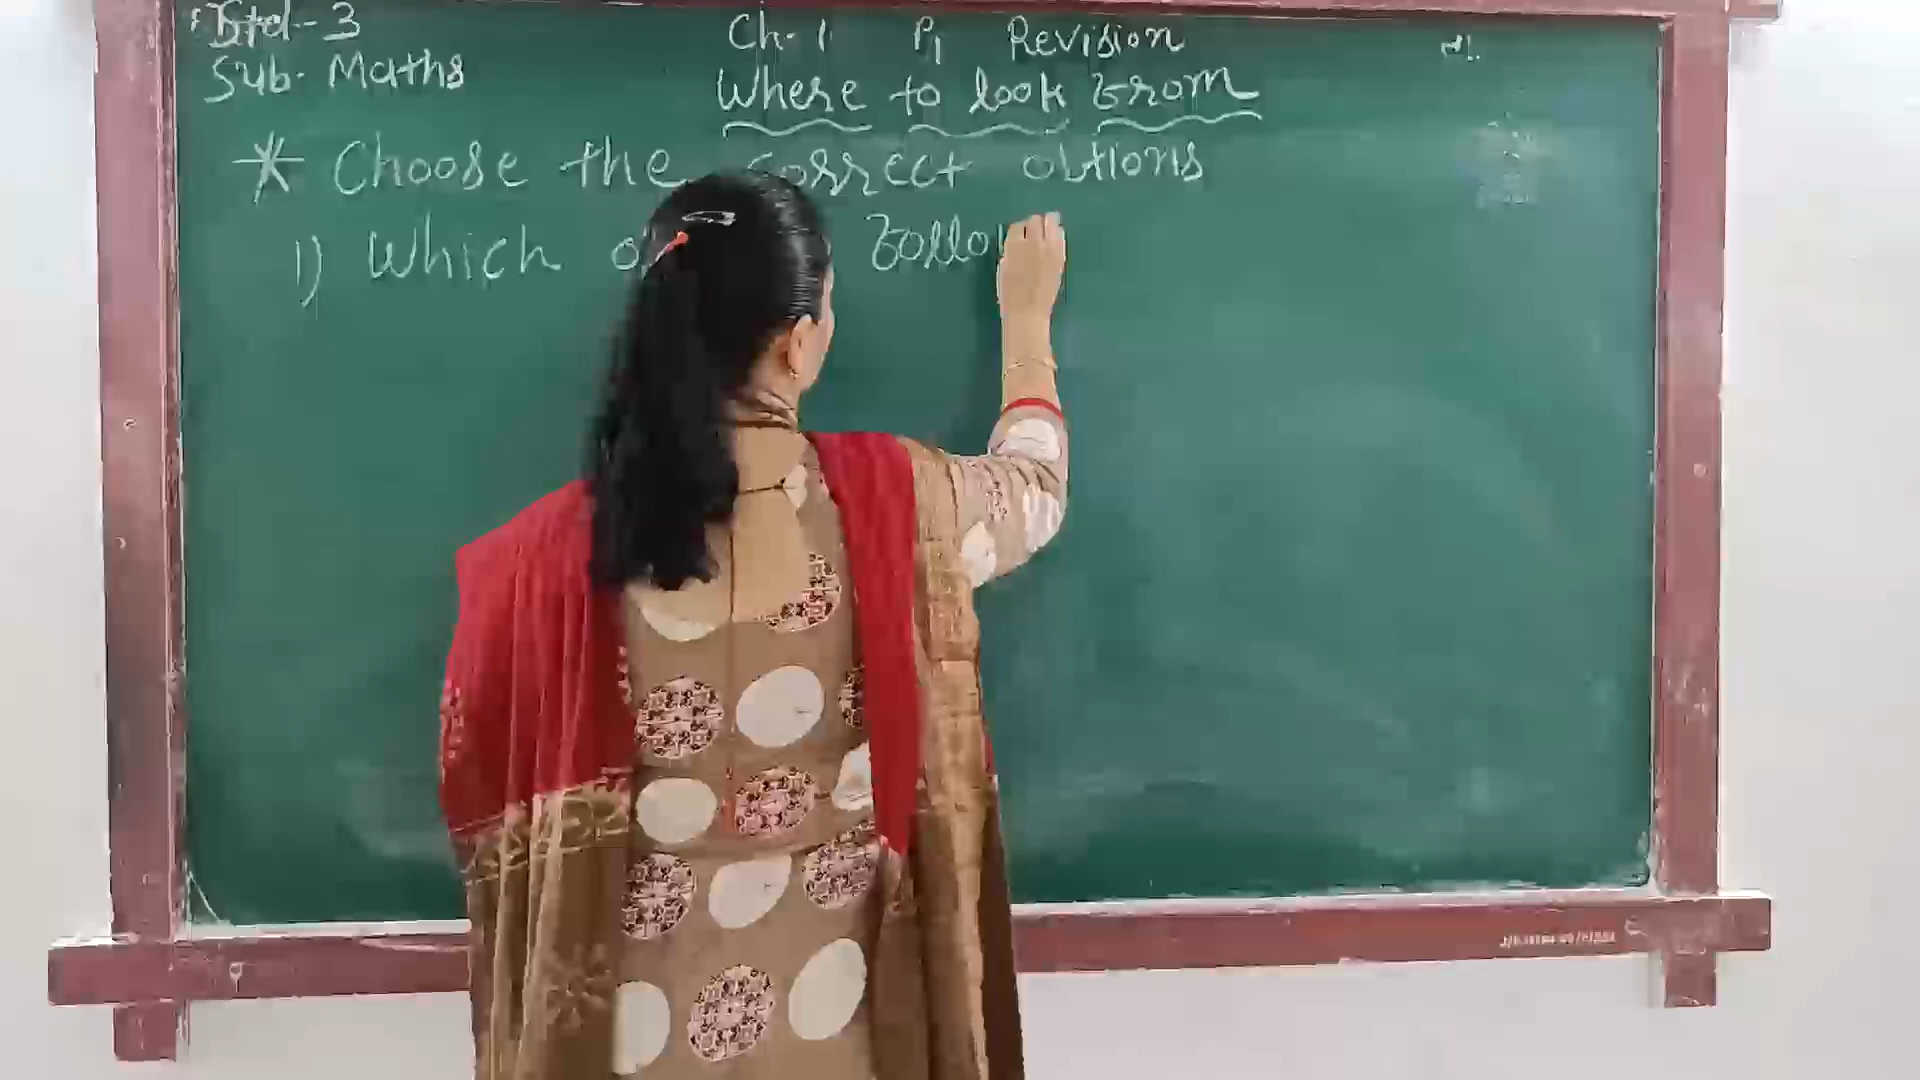 Std-3
Ch-1 P1 Revision
Sub. Maths
Where to look From
* Choose the correct options
1) Which